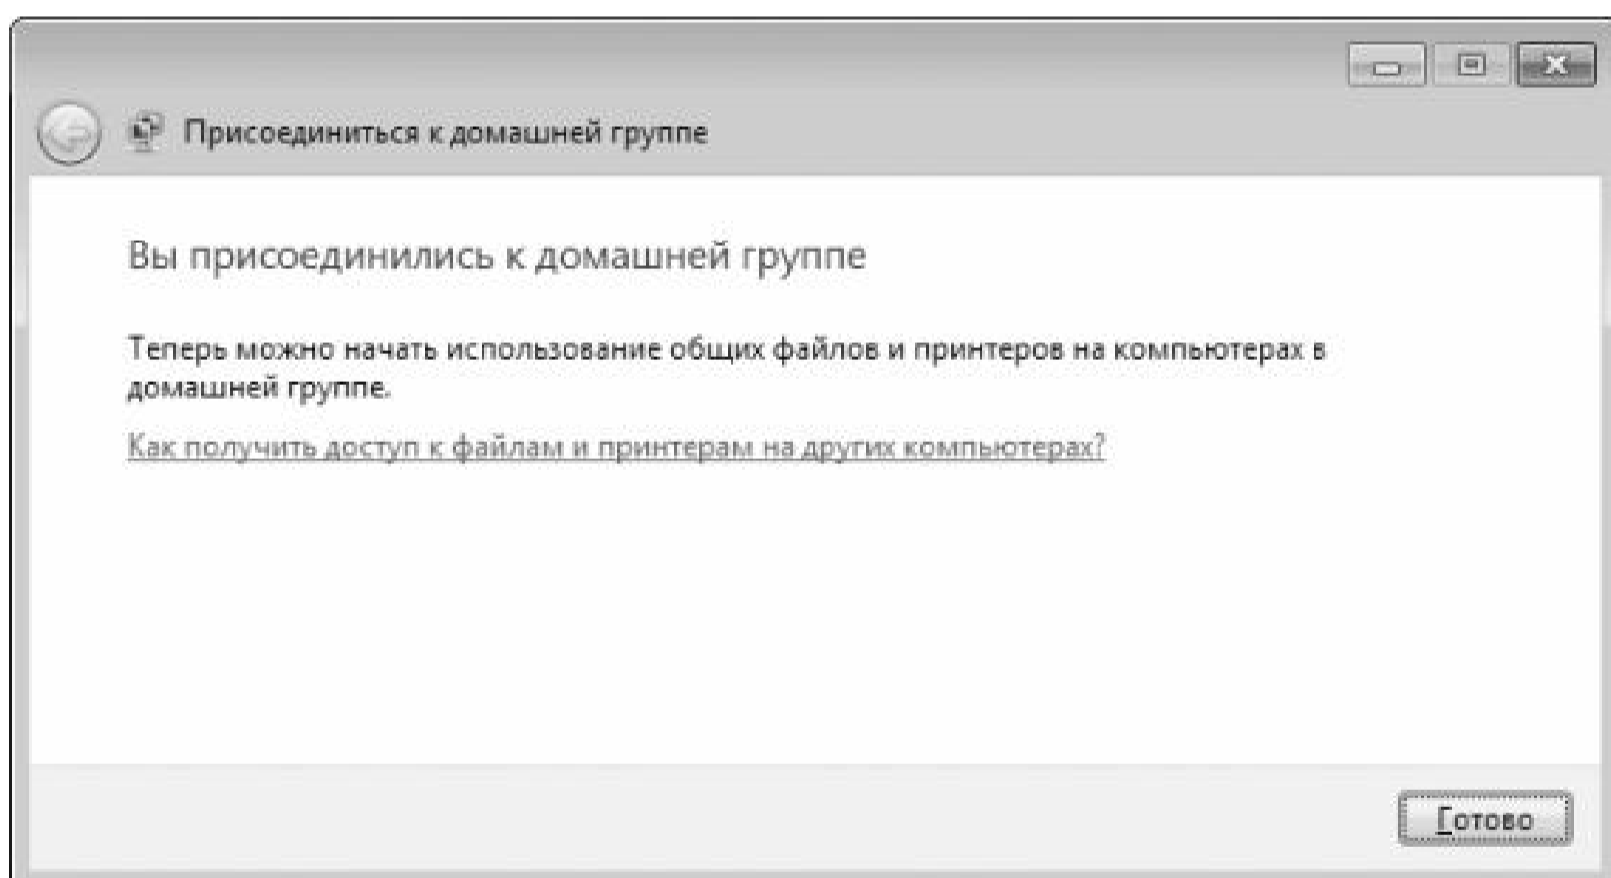 Присоединиться к домашней группе
Вы присоединились к домашней группе
Теперь можно начать использование общих файлов и принтеров на компьютерах в
домашней группе.
Как получить доступ к файлам и принтерам на других компьютерах?
Готово